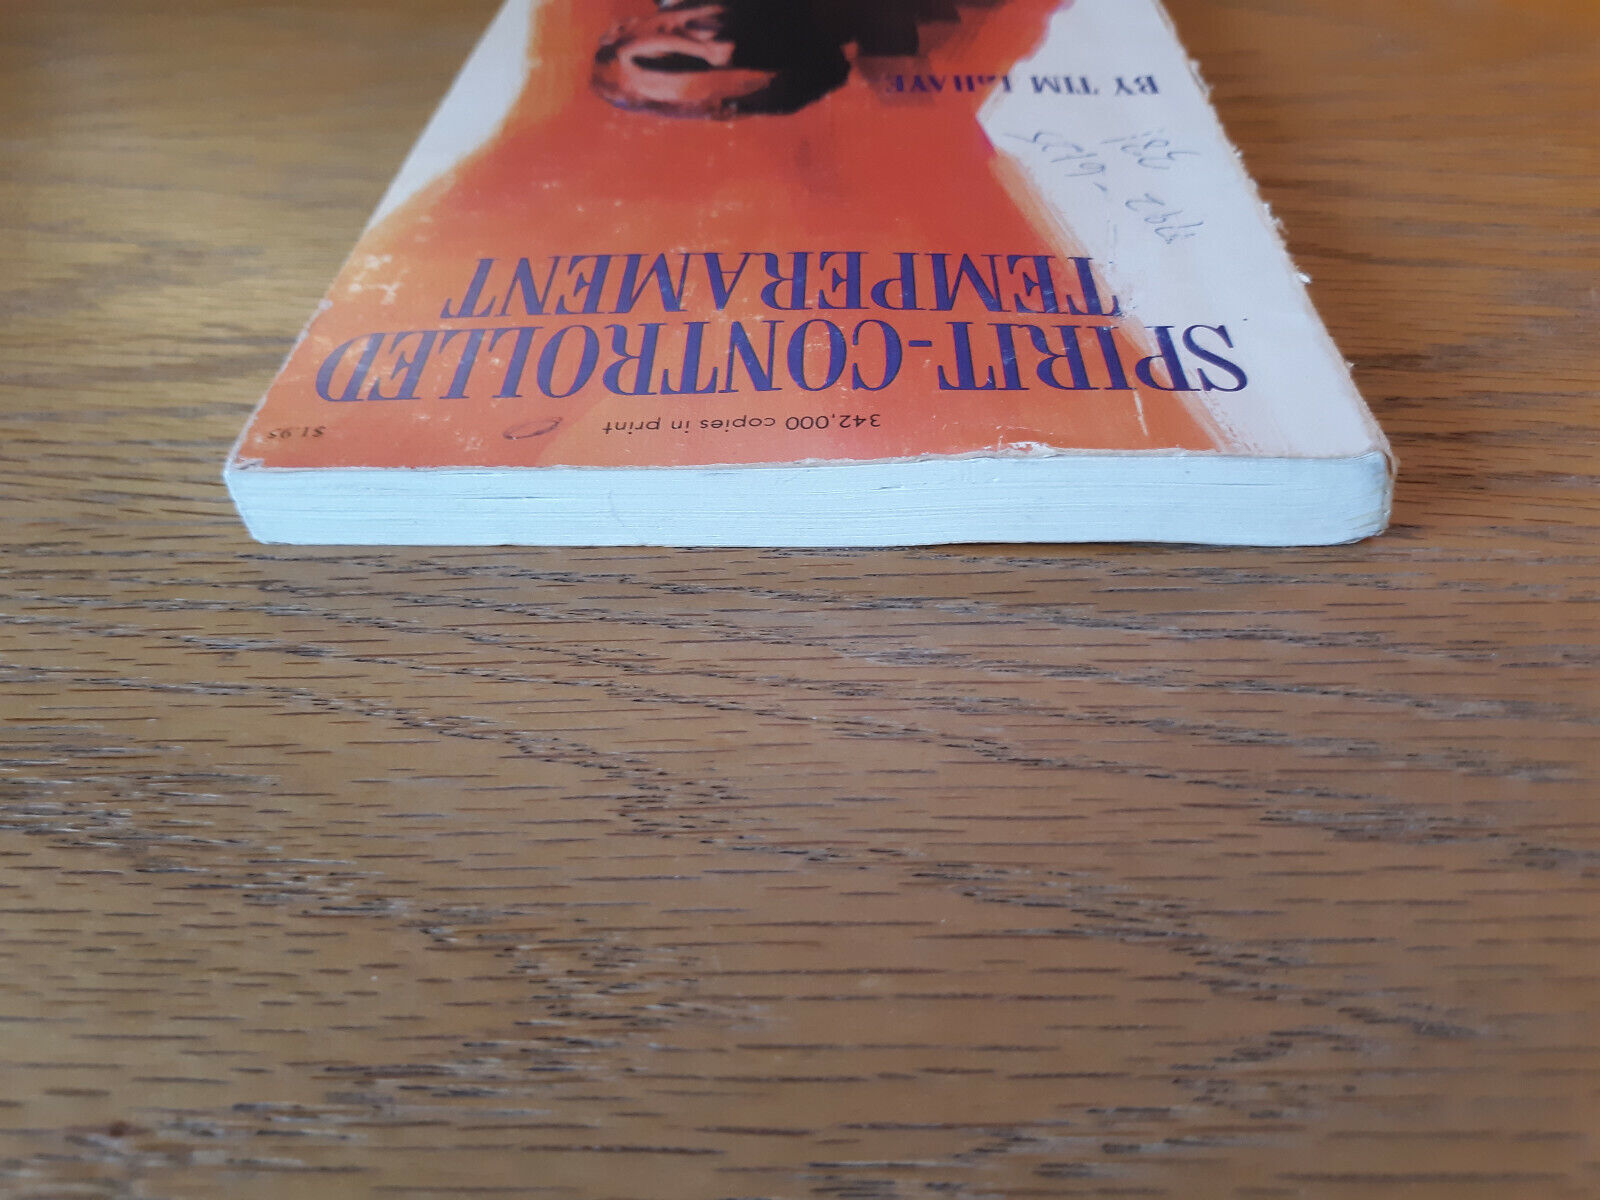 342,000 copies in print
$1.95
SPIRIT-CONTROLLED
TEMPERAMENT
BY TIM LaHAYE